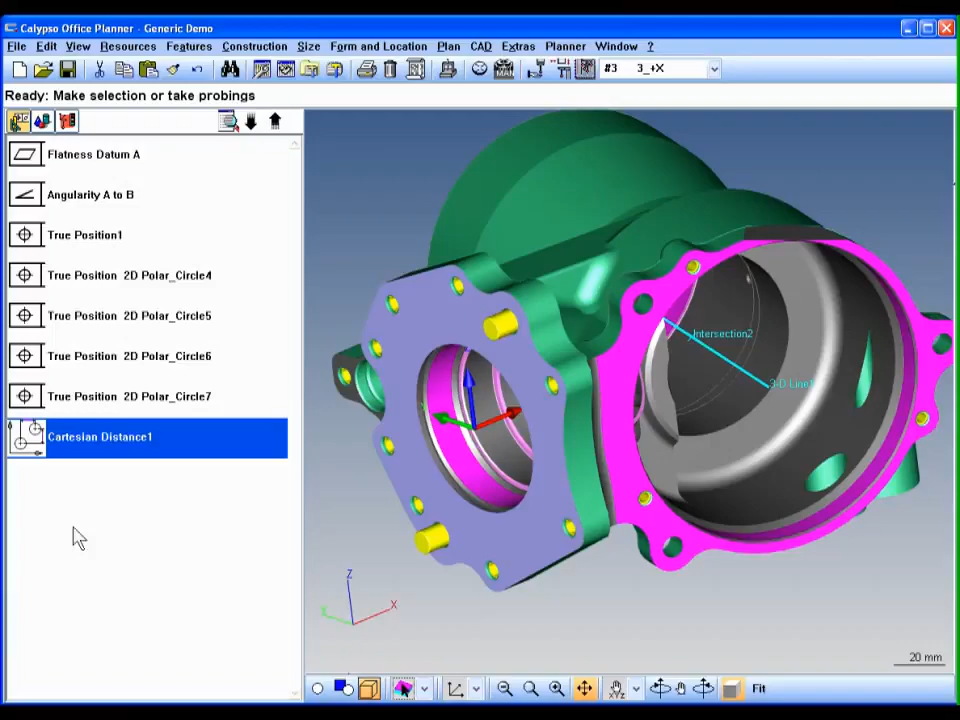 Calypso Office Planner - Generic Demo
File Edit View Resources Features Construction Size Form and Location Plan CAD Extras Planner Window ?
#3 3_+X
Ready: Make selection or take probings
Flatness Datum A
Angularity A to B
True Position1
True Position 2D Polar_Circle4
True Position 2D Polar_Circle5
True Position 2D Polar_Circle6
True Position 2D Polar_Circle7
Cartesian Distance1
Intersection2
3-D Line1
Z
X
20 mm
XYZ
Fit